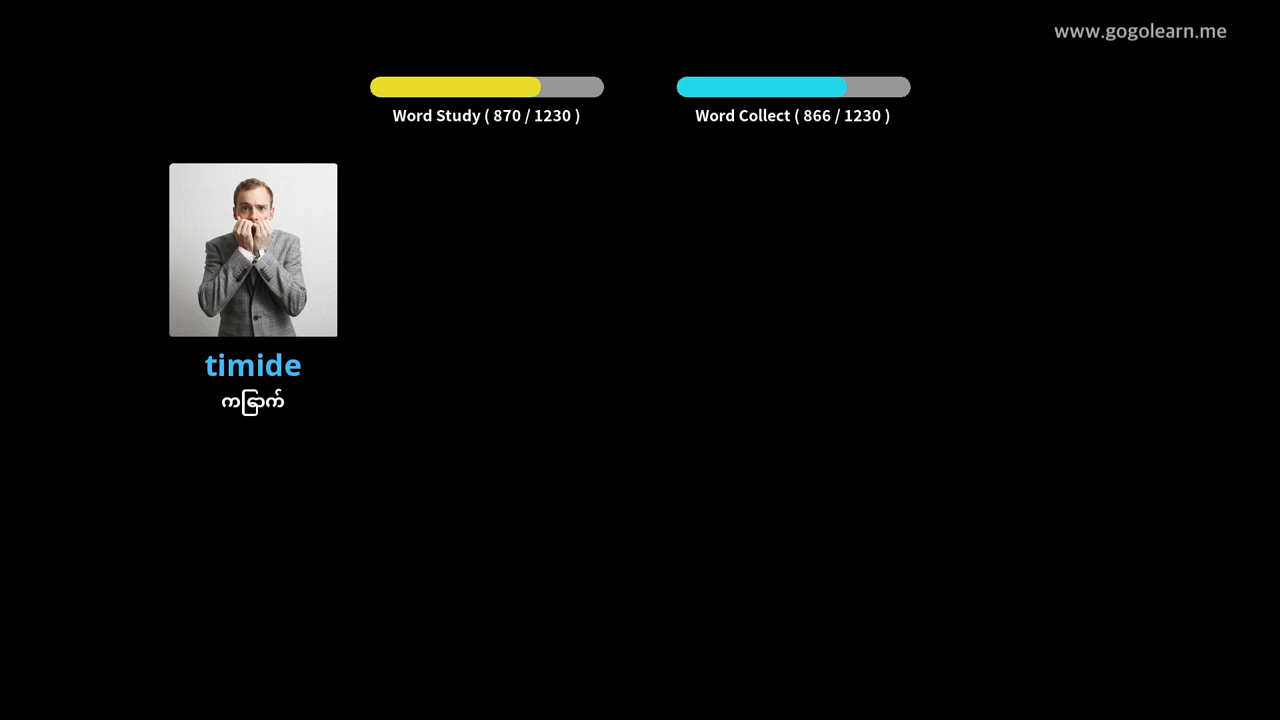 www.gogolearn.me
Word Study ( 870 / 1230 )
Word Collect ( 866 / 1230 )
timide
ကြောက်